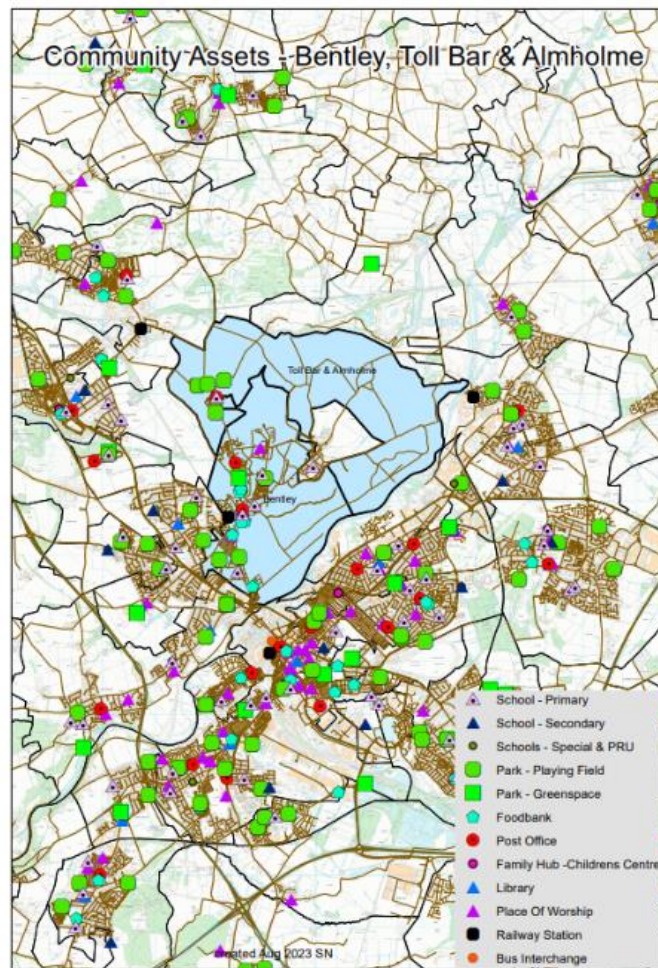 Community Assets - Bentley, Toll Bar & Almholme
Toll Bar & Almholme
Bentley
School - Primary
School - Secondary
Schools - Special & PRU
Park - Playing Field
Park - Greenspace
Foodbank
Post Office
Family Hub -Childrens Centre
Library
Place Of Worship
Railway Station
Bus Interchange
created Aug 2023 SN